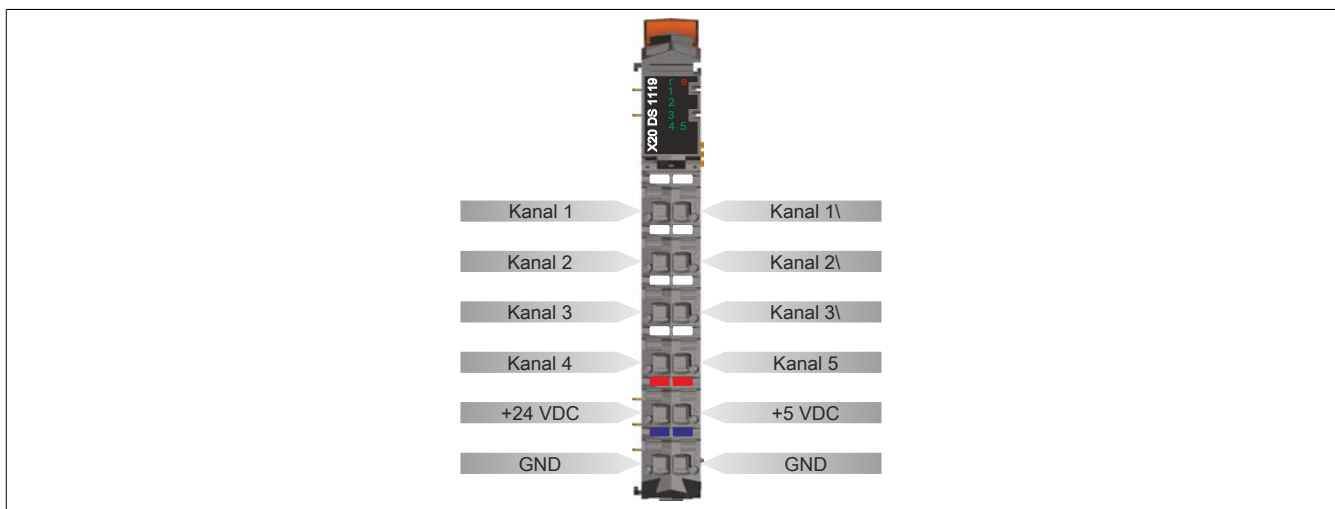 X20 DS 1119
r e
1
2
3
4 5
Kanal 1 Kanal 1\
Kanal 2 Kanal 2\
Kanal 3 Kanal 3\
Kanal 4 Kanal 5
+24 VDC +5 VDC
GND GND